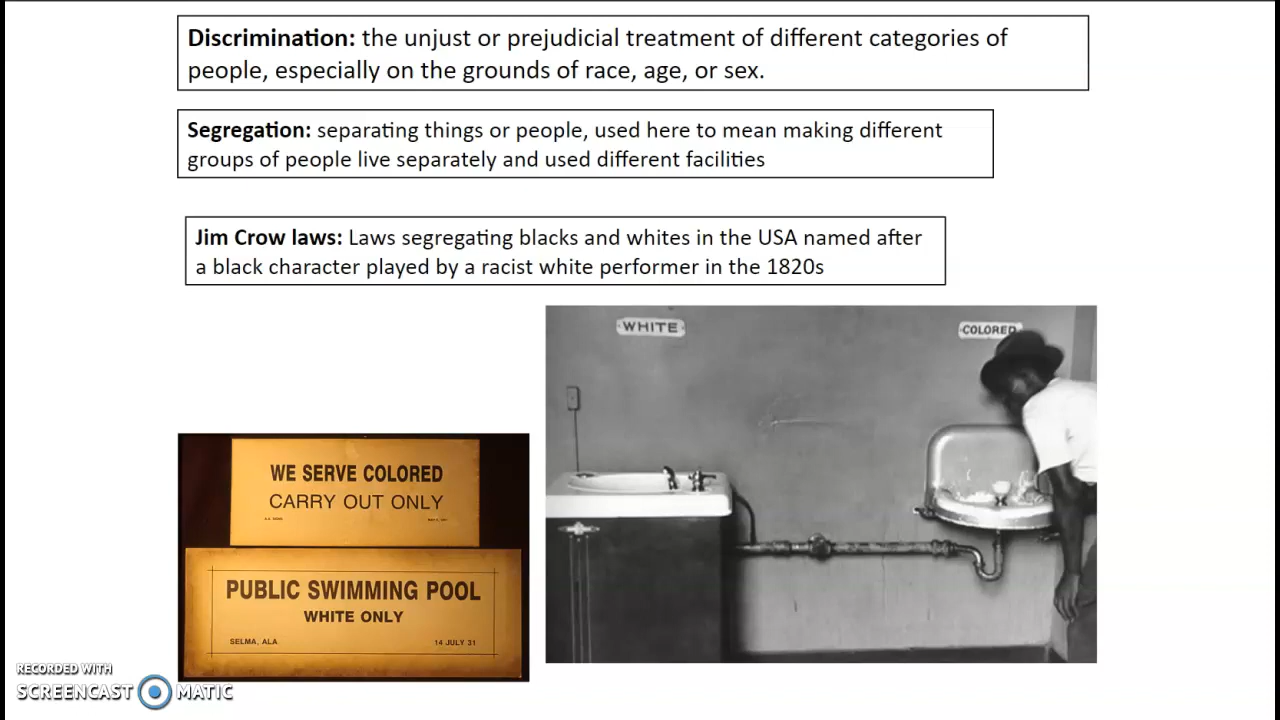 Discrimination: the unjust or prejudicial treatment of different categories of
people, especially on the grounds of race, age, or sex.
Segregation: separating things or people, used here to mean making different
groups of people live separately and used different facilities
Jim Crow laws: Laws segregating blacks and whites in the USA named after
a black character played by a racist white performer in the 1820s
WHITE
COLORED
WE SERVE COLORED
CARRY OUT ONLY
PUBLIC SWIMMING POOL
WHITE ONLY
SELMA, ALA. 14 JULY 31
RECORDED WITH
SCREENCAST MATIC